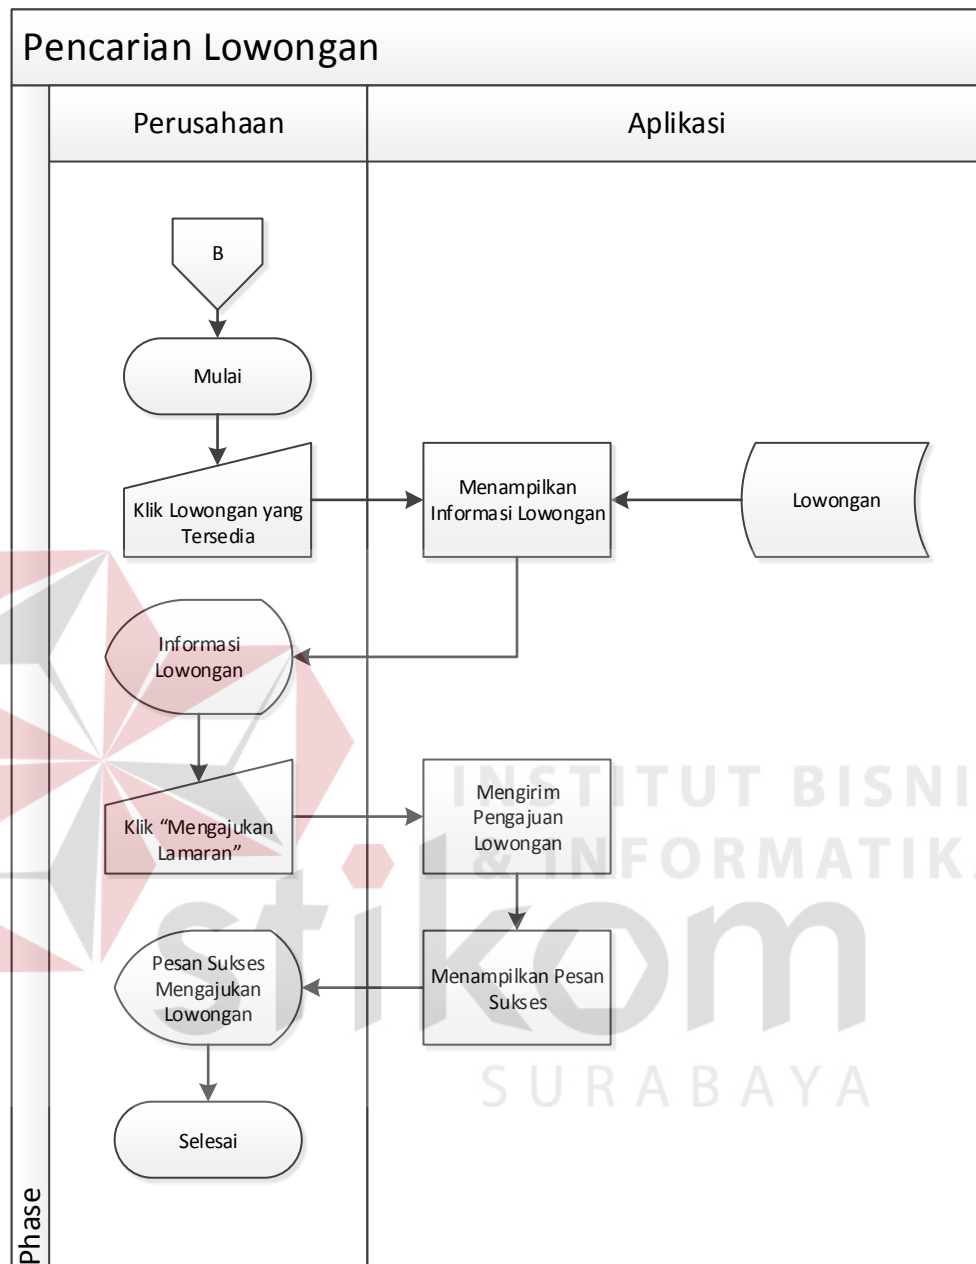 Pencarian Lowongan
Perusahaan
Aplikasi
B
Mulai
Klik Lowongan yang
Tersedia
Menampilkan
Informasi Lowongan
Lowongan
Informasi
Lowongan
Klik “Mengajukan
Lamaran”
Mengirim
Pengajuan
Lowongan
Pesan Sukses
Mengajukan
Lowongan
Menampilkan Pesan
Sukses
Selesai
Phase
INSTITUT BISNI
& INFORMATIKA
stikom
SURABAYA